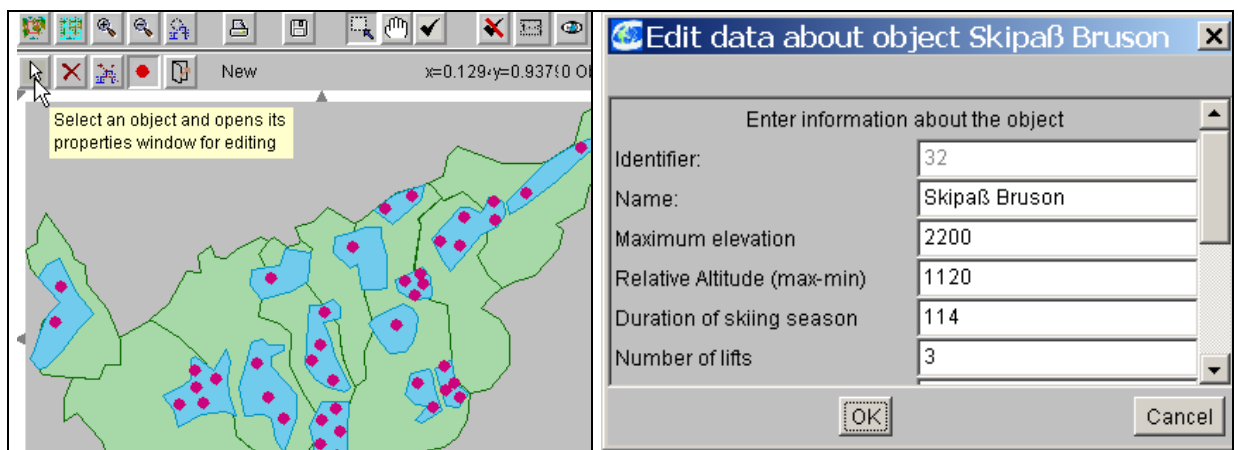 New x=0.129 y=0.937 0 Ol
Select an object and opens its
properties window for editing
Edit data about object Skipaß Bruson
Enter information about the object
Identifier: 32
Name: Skipaß Bruson
Maximum elevation 2200
Relative Altitude (max-min) 1120
Duration of skiing season 114
Number of lifts 3
OK Cancel